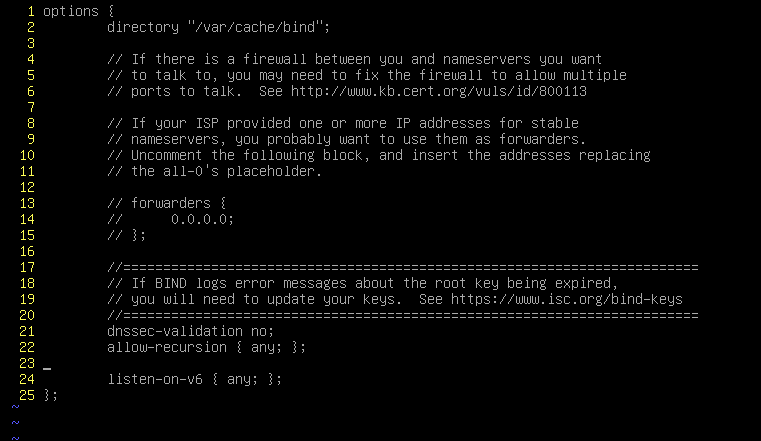 1 options {
2         directory "/var/cache/bind";
3
4         // If there is a firewall between you and nameservers you want
5         // to talk to, you may need to fix the firewall to allow multiple
6         // ports to talk.  See http://www.kb.cert.org/vuls/id/800113
7
8         // If your ISP provided one or more IP addresses for stable
9         // nameservers, you probably want to use them as forwarders.
10         // Uncomment the following block, and insert the addresses replacing
11         // the all-0's placeholder.
12
13         // forwarders {
14         //      0.0.0.0;
15         // };
16
17         //========================================================================
18         // If BIND logs error messages about the root key being expired,
19         // you will need to update your keys.  See https://www.isc.org/bind-keys
20         //========================================================================
21         dnssec-validation no;
22         allow-recursion { any; };
23
24         listen-on-v6 { any; };
25 };
~
~
~